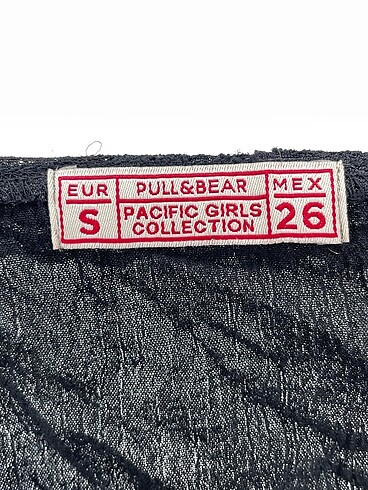 EUR
S
PULL&BEAR
PACIFIC GIRLS
COLLECTION
MEX
26